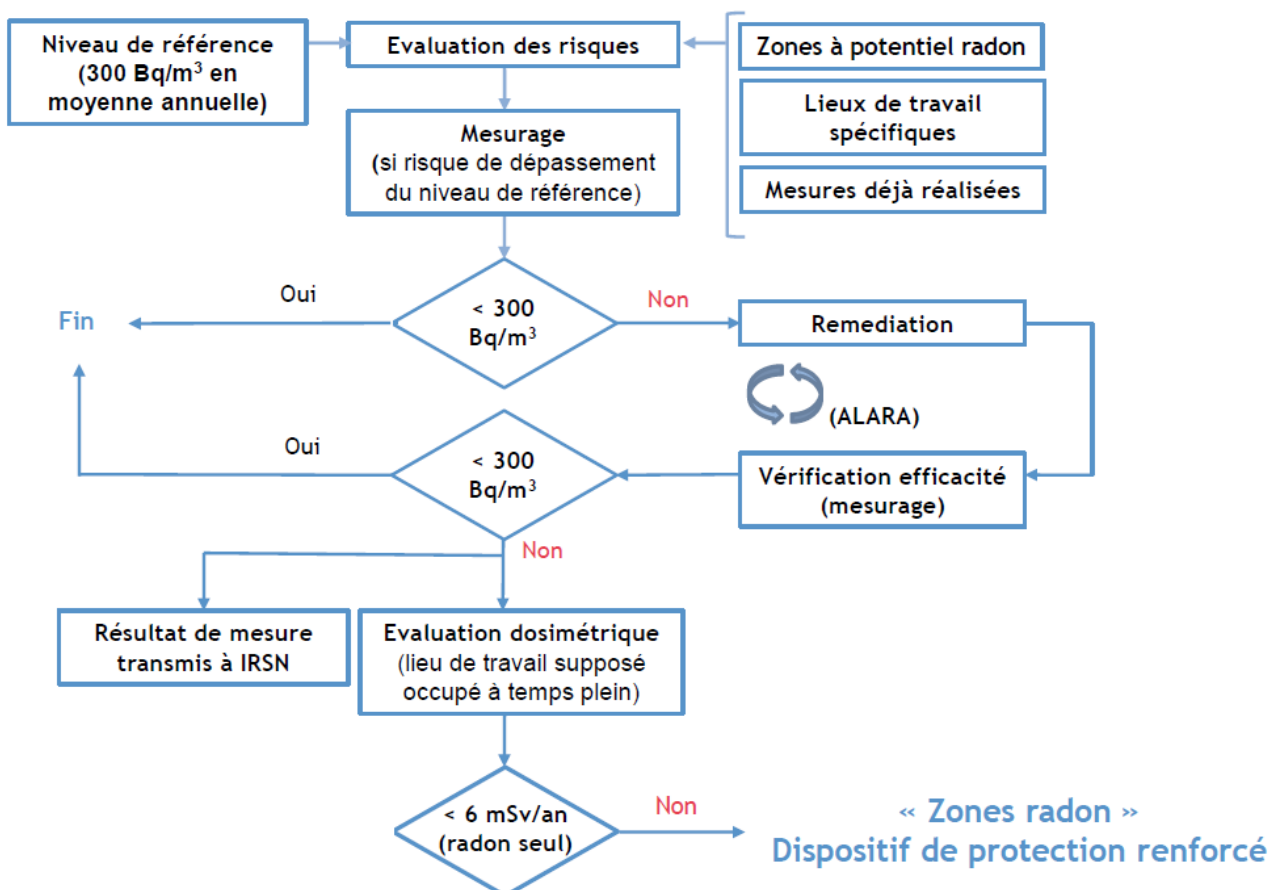 Niveau de référence
(300 Bq/m³ en
moyenne annuelle)
Evaluation des risques
Zones à potentiel radon
Lieux de travail
spécifiques
Mesures déjà réalisées
Mesurage
(si risque de dépassement
du niveau de référence)
Oui
< 300
Bq/m³
Non
Fin
Remediation
(ALARA)
Oui
< 300
Bq/m³
Vérification efficacité
(mesurage)
Non
Résultat de mesure
transmis à IRSN
Evaluation dosimétrique
(lieu de travail supposé
occupé à temps plein)
< 6 mSv/an
(radon seul)
Non
« Zones radon »
Dispositif de protection renforcé